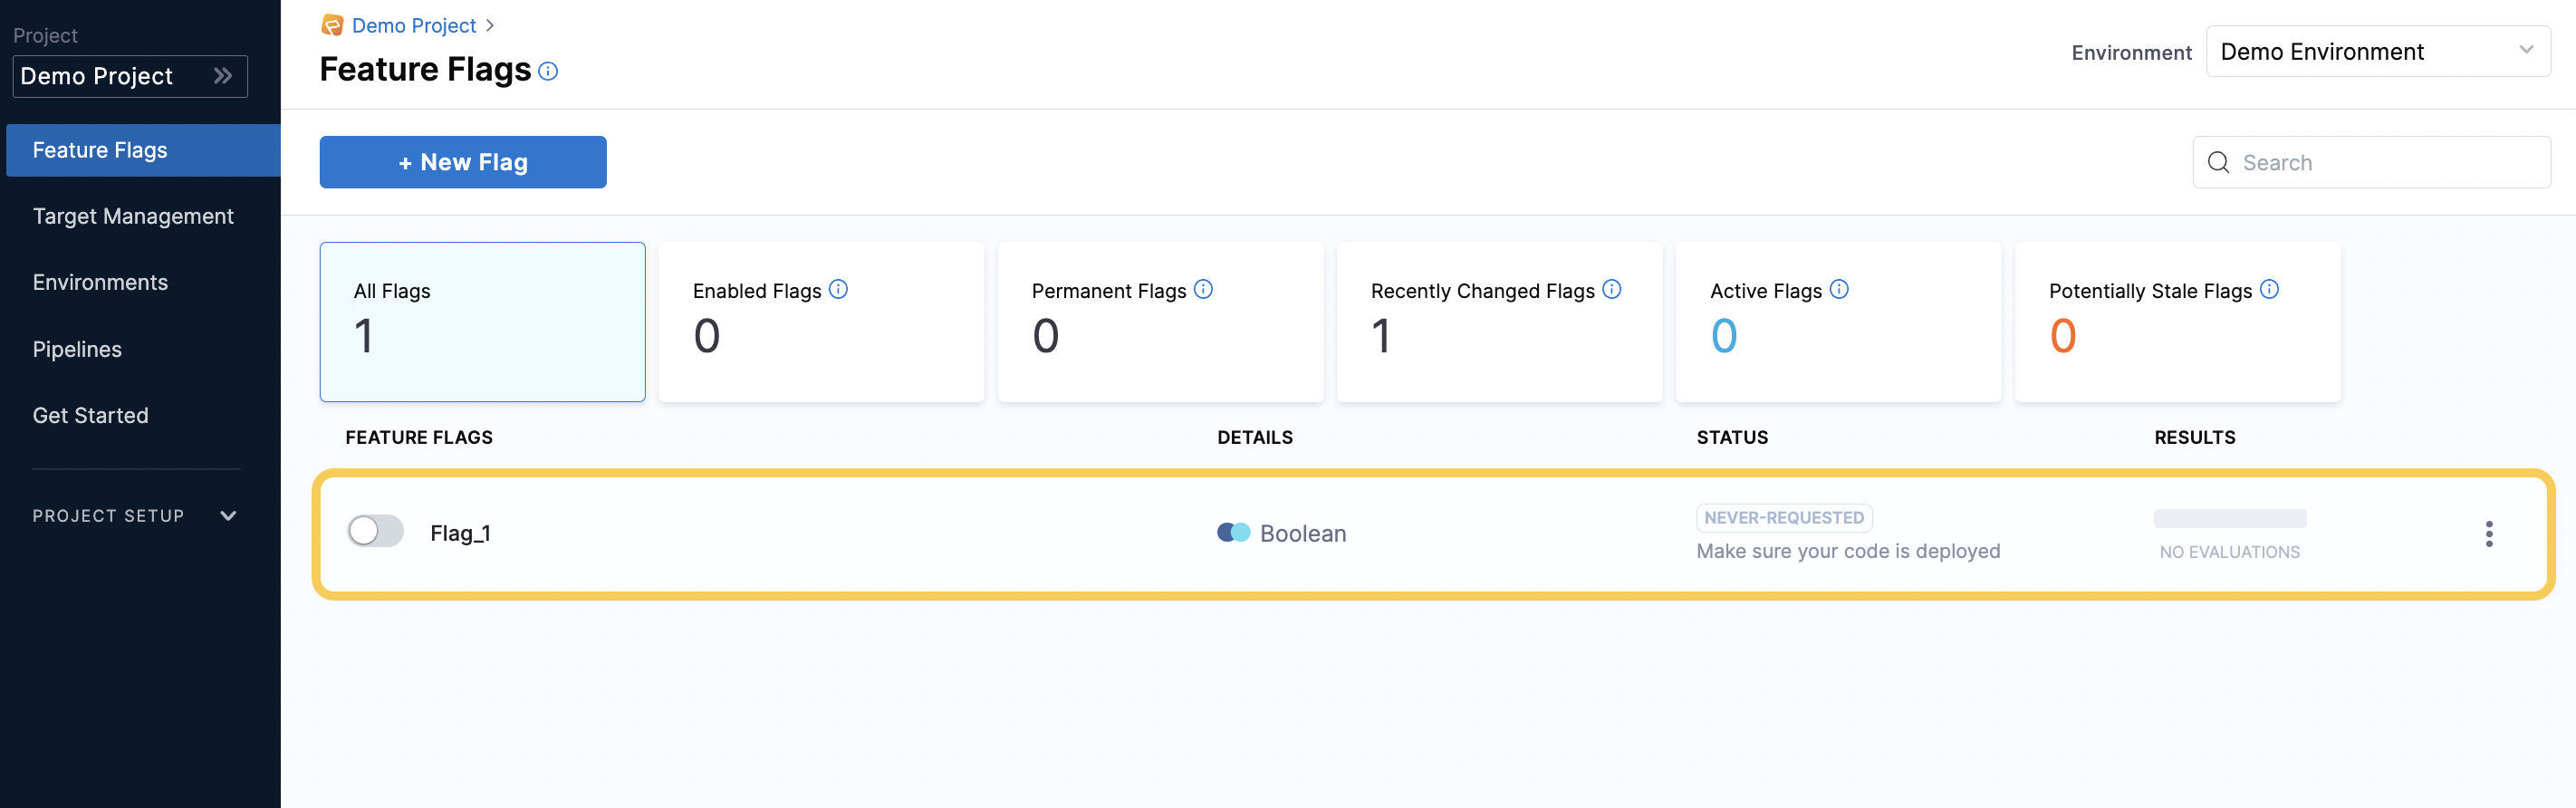 Project
Demo Project
Feature Flags
Target Management
Environments
Pipelines
Get Started
PROJECT SETUP
Demo Project
Feature Flags
Environment
Demo Environment
+ New Flag
Search
All Flags
1
Enabled Flags
0
Permanent Flags
0
Recently Changed Flags
1
Active Flags
0
Potentially Stale Flags
0
FEATURE FLAGS DETAILS STATUS RESULTS
Flag_1
Boolean
NEVER-REQUESTED
Make sure your code is deployed
NO EVALUATIONS